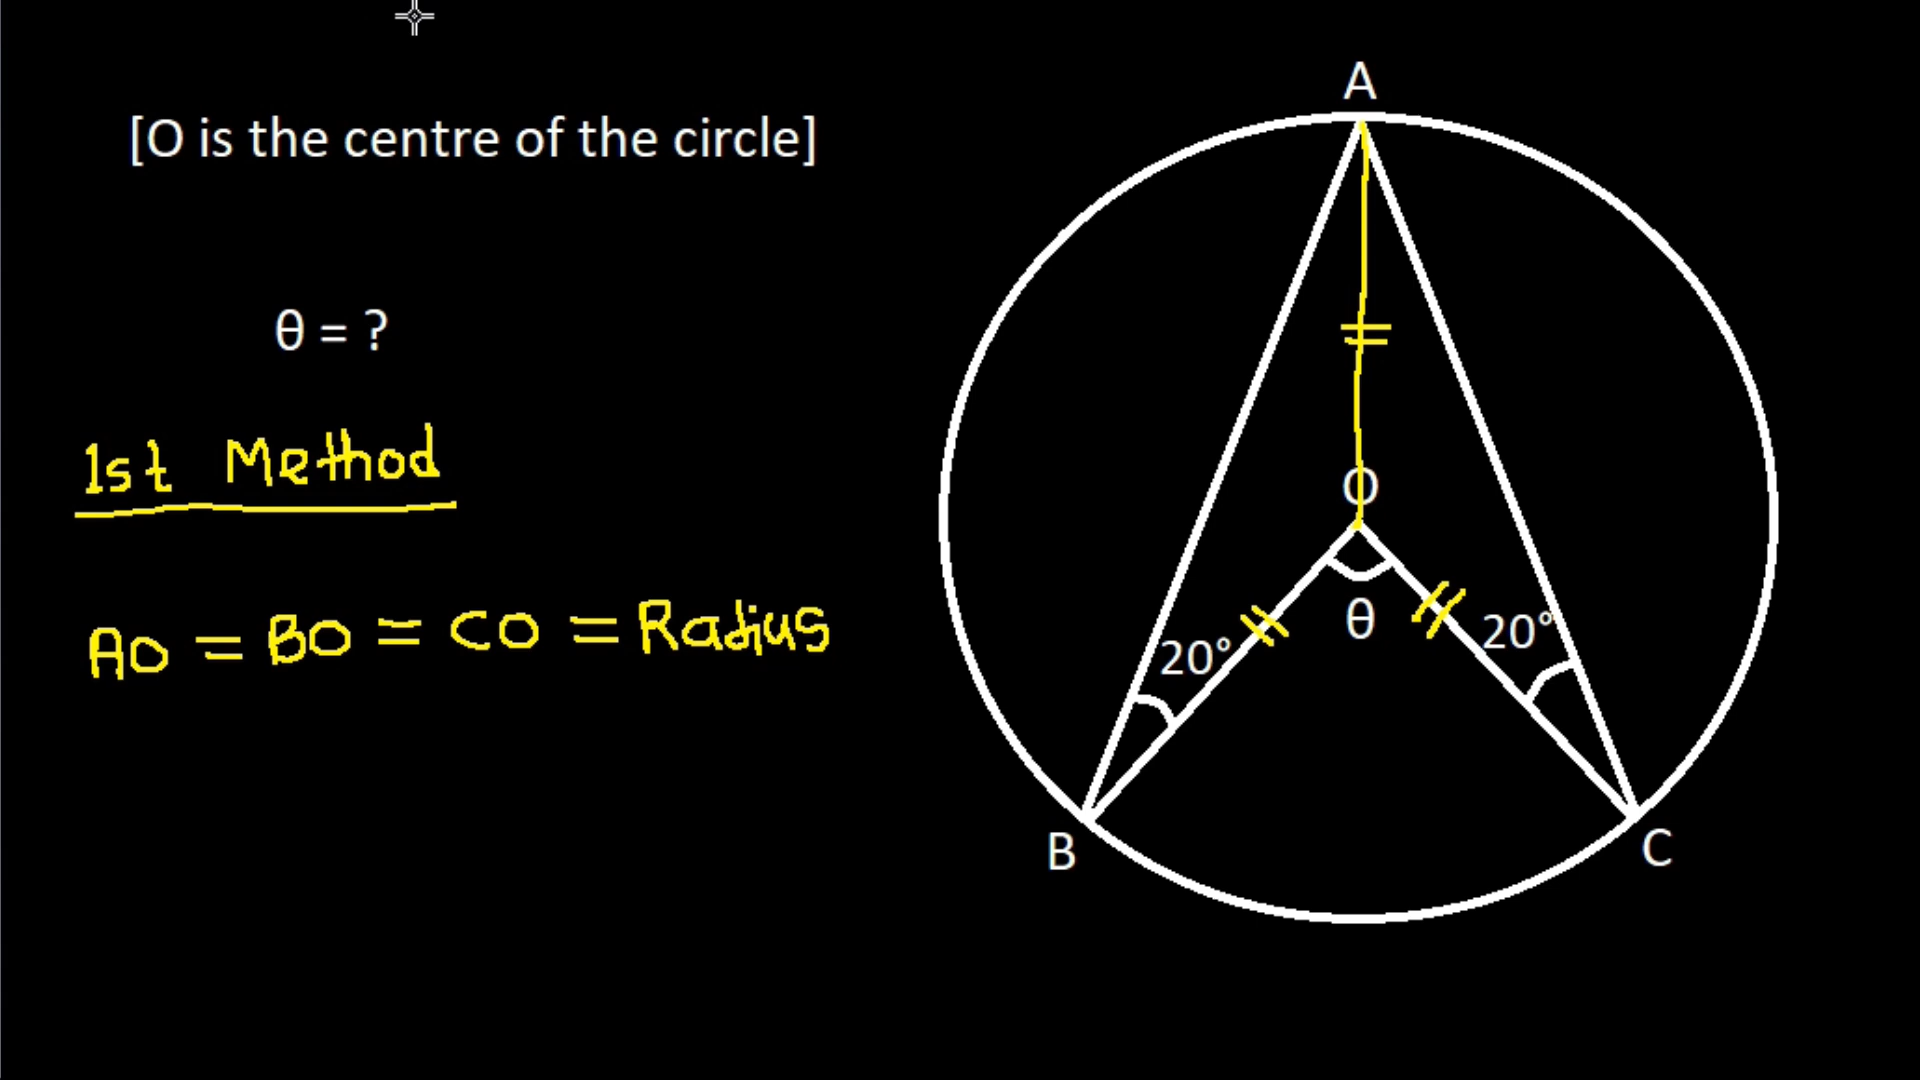 A
[O is the centre of the circle]
θ = ?
1st Method
O
AO = BO = CO = Radius
θ
20°
20°
B
C